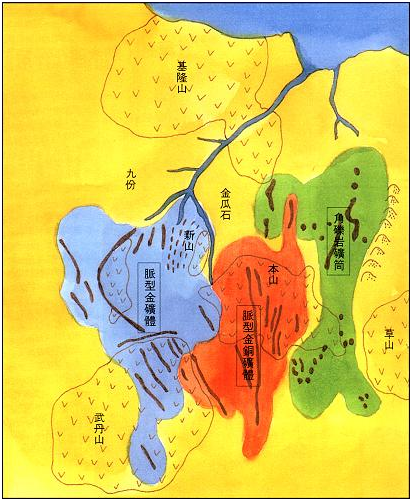 基隆山
九份
金瓜石
角礫岩礦筒
新山
本山
脈型金礦體
脈型金銅礦體
草山
武丹山